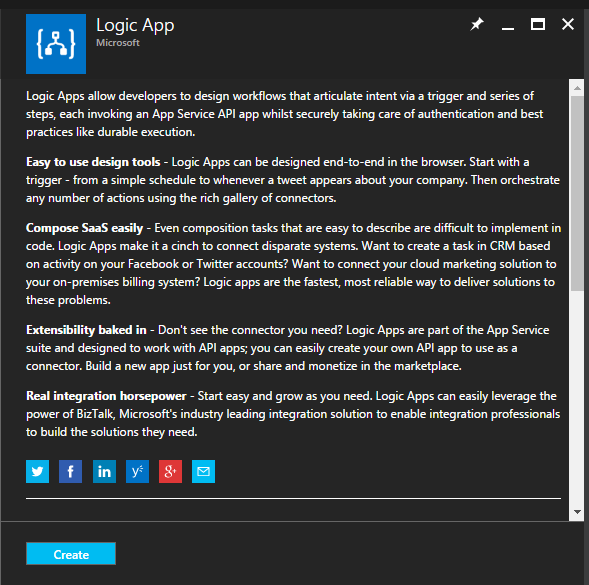 Logic App
Microsoft
Logic Apps allow developers to design workflows that articulate intent via a trigger and series of
steps, each invoking an App Service API app whilst securely taking care of authentication and best
practices like durable execution.
Easy to use design tools - Logic Apps can be designed end-to-end in the browser. Start with a
trigger - from a simple schedule to whenever a tweet appears about your company. Then orchestrate
any number of actions using the rich gallery of connectors.
Compose SaaS easily - Even composition tasks that are easy to describe are difficult to implement in
code. Logic Apps make it a cinch to connect disparate systems. Want to create a task in CRM based
on activity on your Facebook or Twitter accounts? Want to connect your cloud marketing solution to
your on-premises billing system? Logic apps are the fastest, most reliable way to deliver solutions to
these problems.
Extensibility baked in - Don't see the connector you need? Logic Apps are part of the App Service
suite and designed to work with API apps; you can easily create your own API app to use as a
connector. Build a new app just for you, or share and monetize in the marketplace.
Real integration horsepower - Start easy and grow as you need. Logic Apps can easily leverage the
power of BizTalk, Microsoft's industry leading integration solution to enable integration professionals
to build the solutions they need.
f in y g+
Create